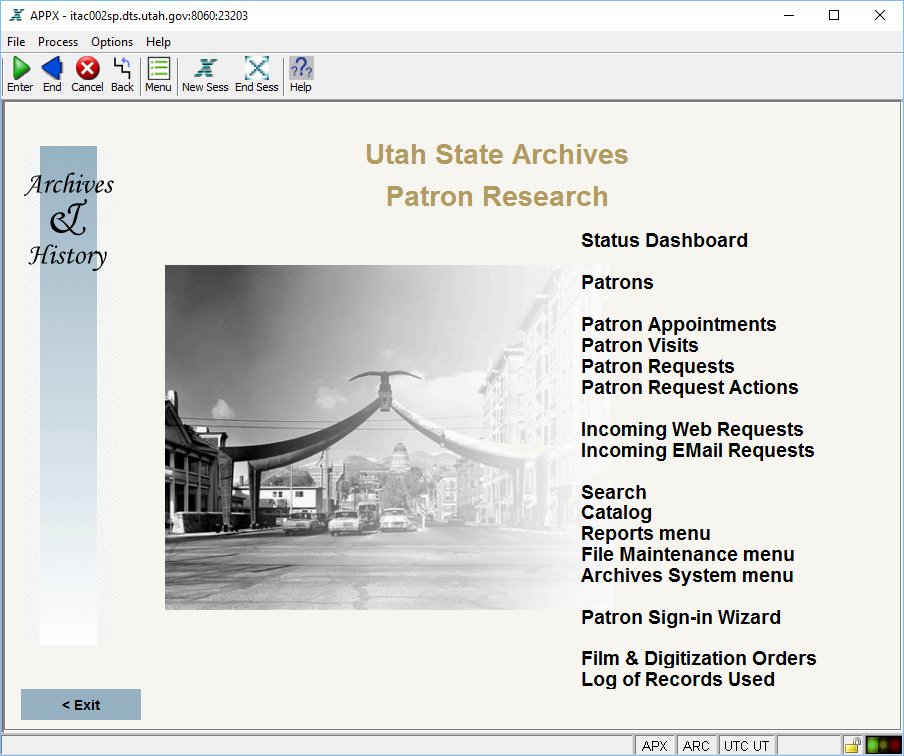 APPX - itac002sp.dts.utah.gov:8060:23203
File Process Options Help
Enter End Cancel Back Menu New Sess End Sess Help
Archives
&
History
Utah State Archives
Patron Research
Status Dashboard
Patrons
Patron Appointments
Patron Visits
Patron Requests
Patron Request Actions
Incoming Web Requests
Incoming EMail Requests
Search
Catalog
Reports menu
File Maintenance menu
Archives System menu
Patron Sign-in Wizard
Film & Digitization Orders
Log of Records Used
< Exit
APX ARC UTC UT